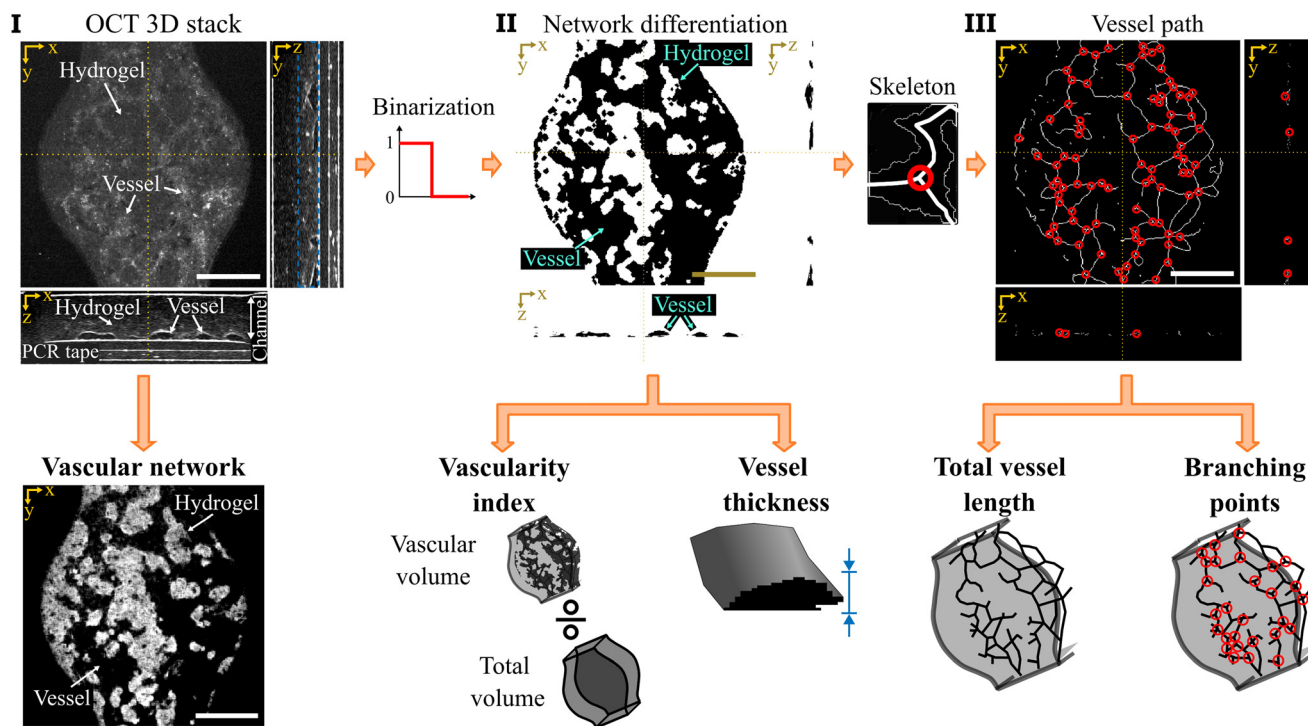 I
OCT 3D stack
II
Network differentiation
III
Vessel path
x
y
Hydrogel
Vessel
z
y
x
z
Hydrogel
Vessels
Channel
PCR tape
Binarization
1
0
x
y
Hydrogel
Vessel
z
y
x
z
Vessel
Skeleton
x
y
z
y
x
z
Vascular network
x
y
Hydrogel
Vessel
Vascularity
index
Vascular
volume
÷
Total
volume
Vessel
thickness
Total vessel
length
Branching
points